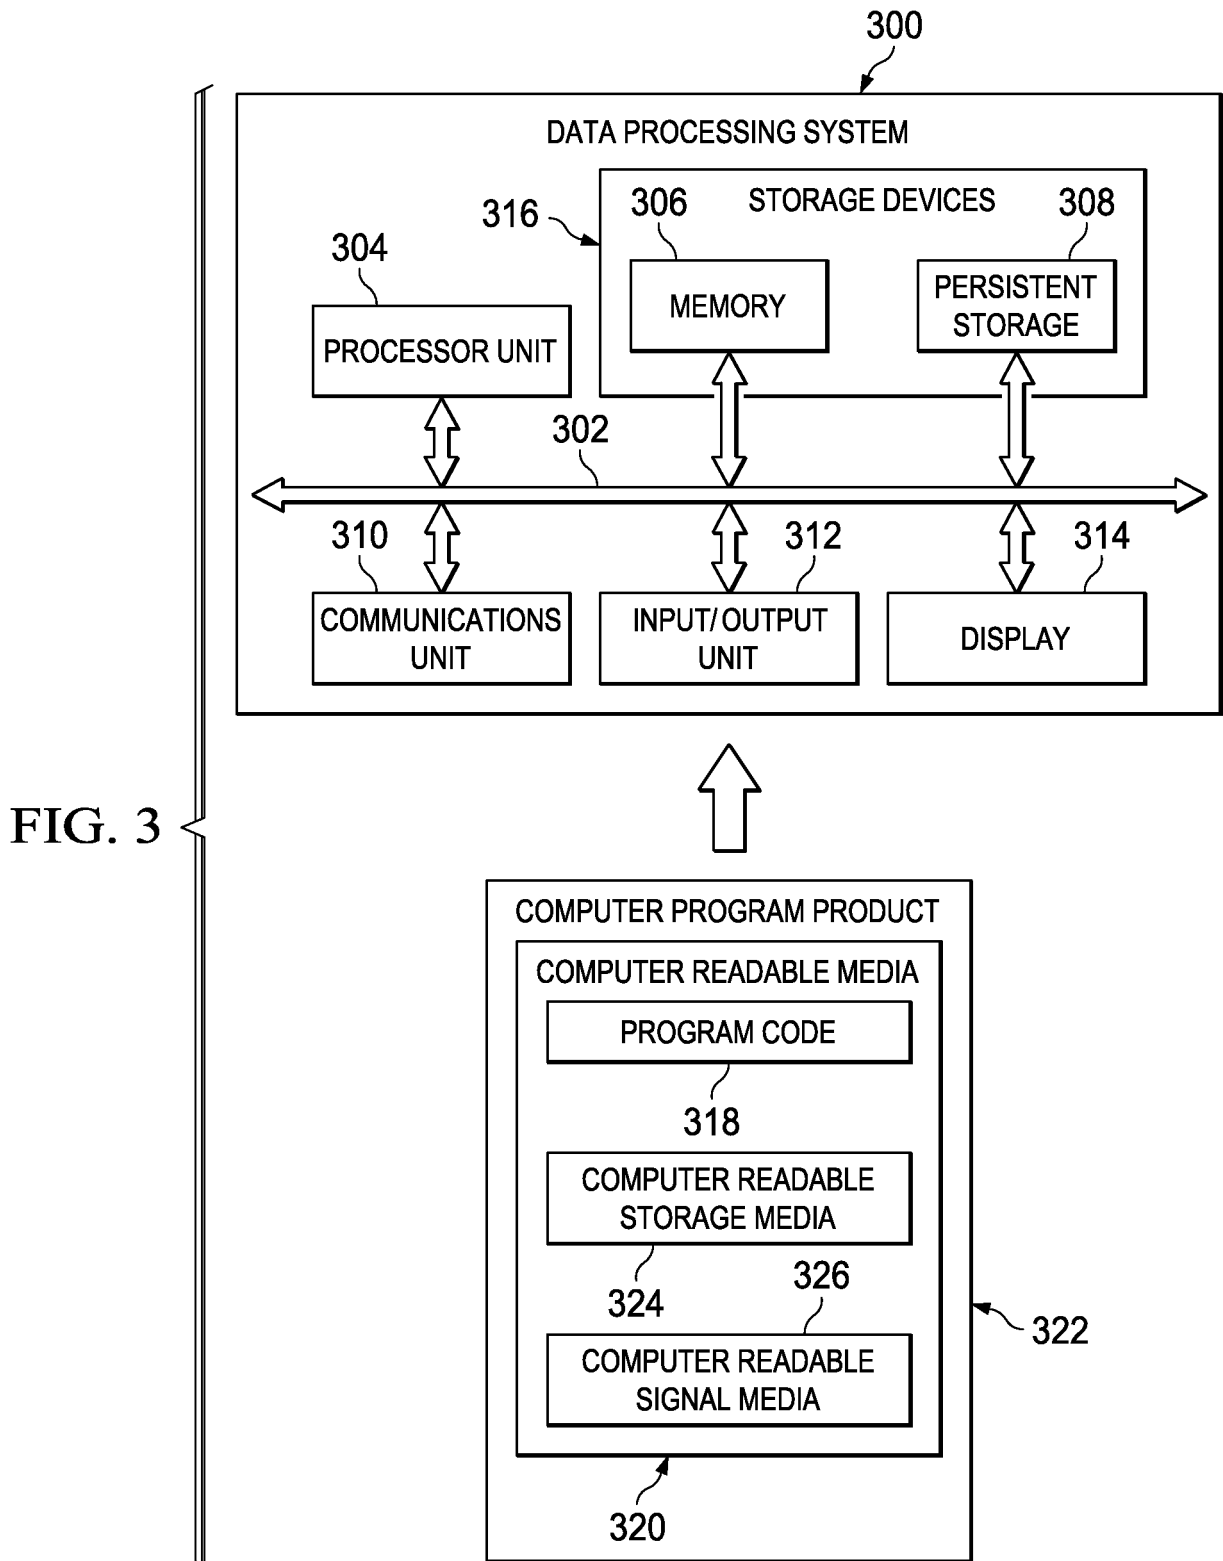 300
DATA PROCESSING SYSTEM
STORAGE DEVICES
316
306
308
304
MEMORY
PERSISTENT
STORAGE
PROCESSOR UNIT
302
310
312
314
COMMUNICATIONS
UNIT
INPUT/OUTPUT
UNIT
DISPLAY
FIG. 3
COMPUTER PROGRAM PRODUCT
COMPUTER READABLE MEDIA
PROGRAM CODE
318
COMPUTER READABLE
STORAGE MEDIA
324
326
322
COMPUTER READABLE
SIGNAL MEDIA
320